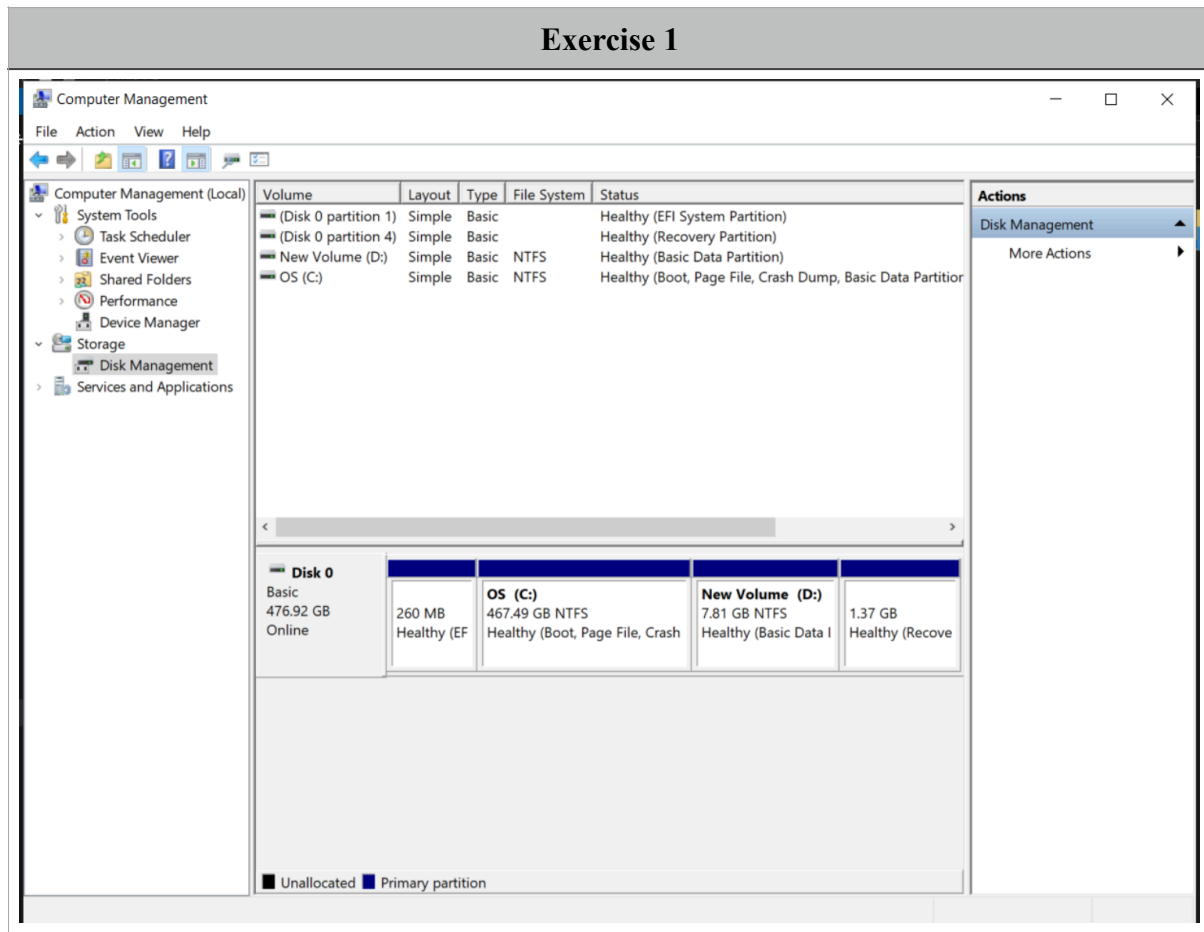 Exercise 1
Computer Management
File Action View Help
Computer Management (Local)
System Tools
Task Scheduler
Event Viewer
Shared Folders
Performance
Device Manager
Storage
Disk Management
Services and Applications
Volume Layout Type File System Status
(Disk 0 partition 1) Simple Basic Healthy (EFI System Partition)
(Disk 0 partition 4) Simple Basic Healthy (Recovery Partition)
New Volume (D:) Simple Basic NTFS Healthy (Basic Data Partition)
OS (C:) Simple Basic NTFS Healthy (Boot, Page File, Crash Dump, Basic Data Partition
Disk 0
Basic
476.92 GB
Online
260 MB
Healthy (EF
OS (C:)
467.49 GB NTFS
Healthy (Boot, Page File, Crash
New Volume (D:)
7.81 GB NTFS
Healthy (Basic Data
1.37 GB
Healthy (Recove
Unallocated Primary partition
Actions
Disk Management
More Actions